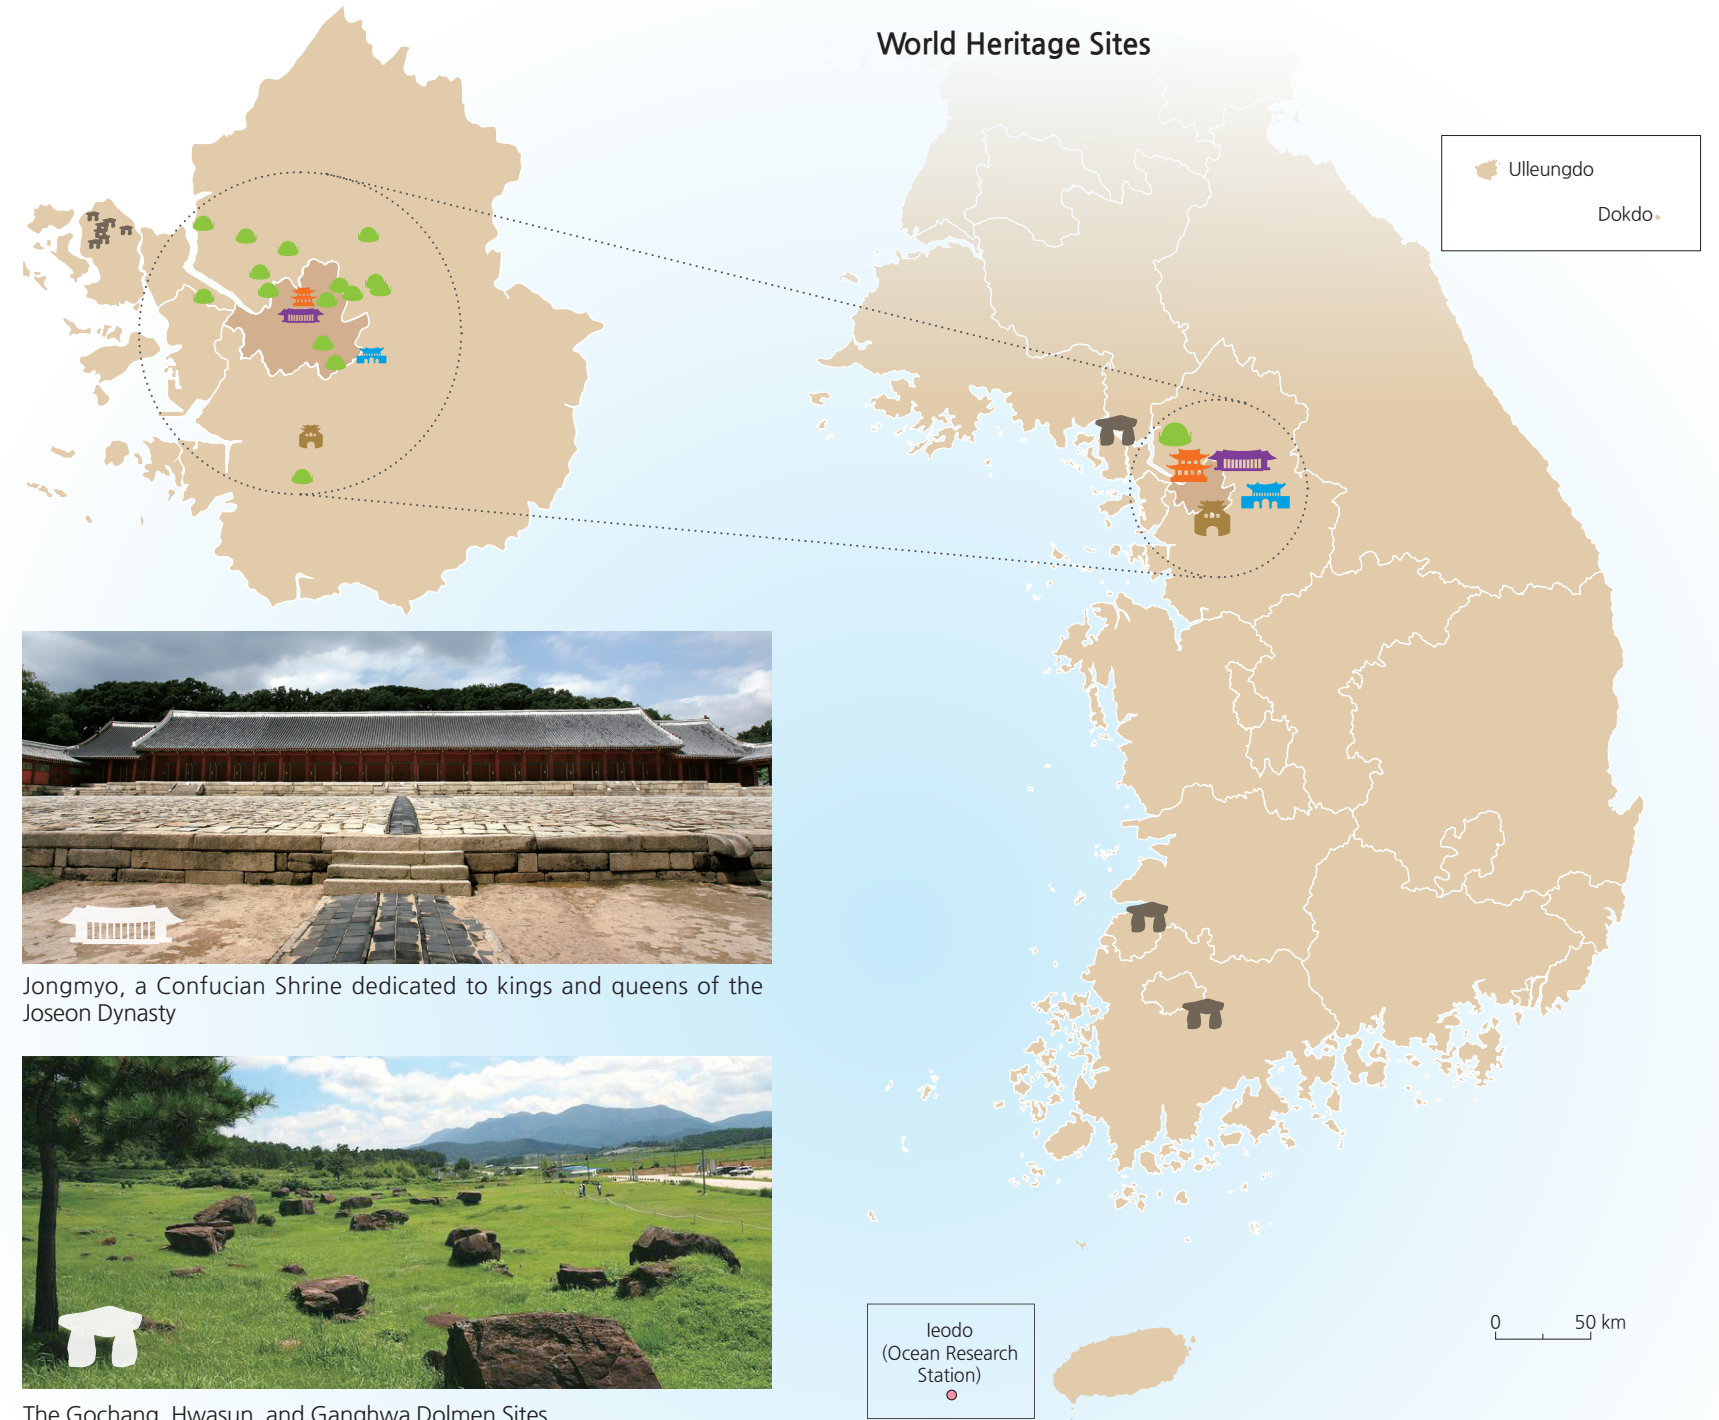 World Heritage Sites
Ulleungdo
Dokdo
Jongmyo, a Confucian Shrine dedicated to kings and queens of the
Joseon Dynasty
The Gochang, Hwasun, and Ganghwa Dolmen Sites
Ieodo
(Ocean Research
Station)
0 50 km